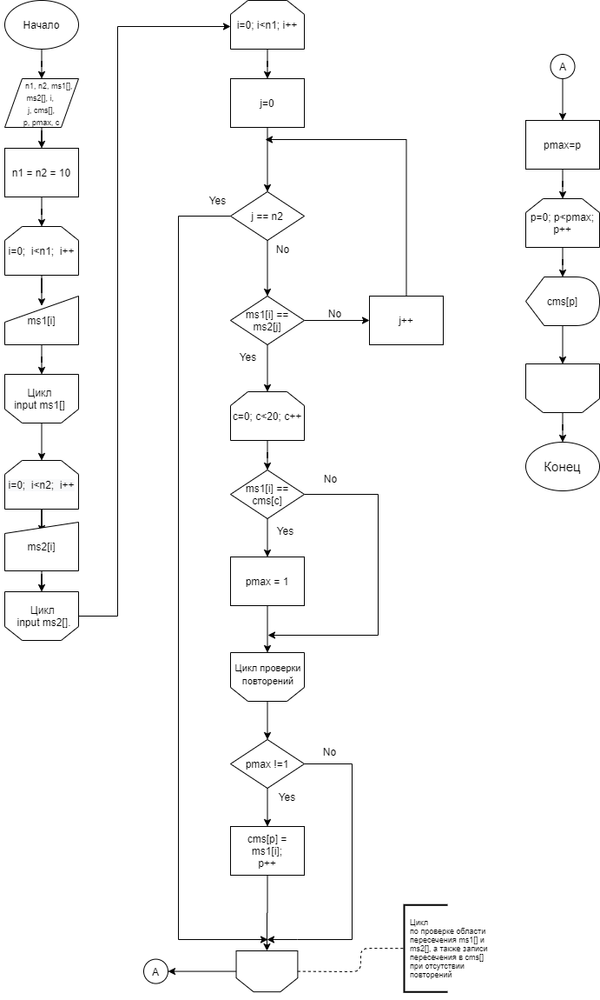 Начало
n1, n2, ms1[],
ms2[], i,
j, cms[],
p, pmax, c
n1 = n2 = 10
i=0; i<n1; i++
ms1[i]
Цикл
input ms1[]
i=0; i<n2; i++
ms2[i]
Цикл
input ms2[].
i=0; i<n1; i++
j=0
Yes
j == n2
No
ms1[i] ==
ms2[j]
No
j++
Yes
c=0; c<20; c++
No
ms1[i] ==
cms[c]
Yes
pmax = 1
Цикл проверки
повторений
No
pmax !=1
Yes
cms[p] =
ms1[i];
p++
A
Цикл
по проверке области
пересечения ms1[] и
ms2[], а также записи
пересечения в cms[]
при отсутствии
повторений
A
pmax=p
p=0; p<pmax;
p++
cms[p]
Конец